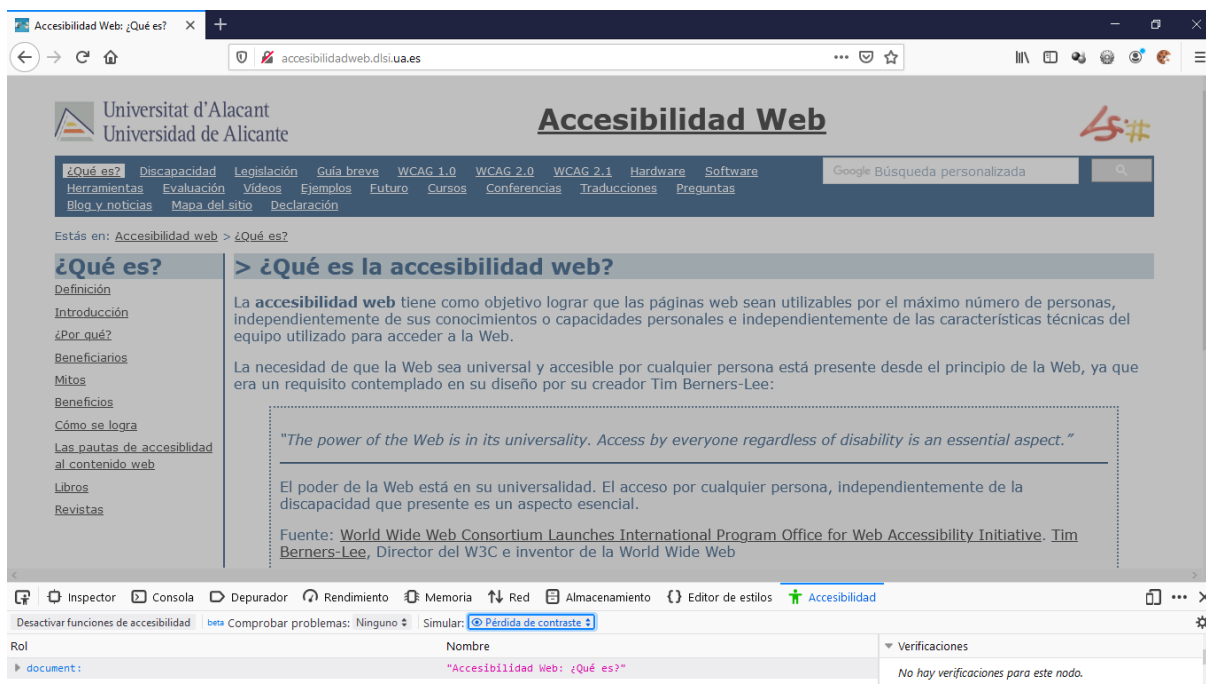 Accesibilidad Web: ¿Qué es?
accesibilidadweb.dlsi.ua.es
Universitat d'Alacant
Universidad de Alicante
Accesibilidad Web
¿Qué es? Discapacidad Legislación Guía breve WCAG 1.0 WCAG 2.0 WCAG 2.1 Hardware Software
Herramientas Evaluación Vídeos Ejemplos Futuro Cursos Conferencias Traducciones Preguntas
Blog y noticias Mapa del sitio Declaración
Google Búsqueda personalizada
Estás en: Accesibilidad web > ¿Qué es?
¿Qué es?
Definición
Introducción
¿Por qué?
Beneficiarios
Mitos
Beneficios
Cómo se logra
Las pautas de accesiblidad
al contenido web
Libros
Revistas
> ¿Qué es la accesibilidad web?
La accesibilidad web tiene como objetivo lograr que las páginas web sean utilizables por el máximo número de personas,
independientemente de sus conocimientos o capacidades personales e independientemente de las características técnicas del
equipo utilizado para acceder a la Web.
La necesidad de que la Web sea universal y accesible por cualquier persona está presente desde el principio de la Web, ya que
era un requisito contemplado en su diseño por su creador Tim Berners-Lee:
"The power of the Web is in its universality. Access by everyone regardless of disability is an essential aspect."
El poder de la Web está en su universalidad. El acceso por cualquier persona, independientemente de la
discapacidad que presente es un aspecto esencial.
Fuente: World Wide Web Consortium Launches International Program Office for Web Accessibility Initiative. Tim
Berners-Lee, Director del W3C e inventor de la World Wide Web
Inspector Consola Depurador Rendimiento Memoria Red Almacenamiento Editor de estilos Accesibilidad
Desactivar funciones de accesibilidad beta Comprobar problemas: Ninguno Simular: Pérdida de contraste
Rol Nombre Verificaciones
document: "Accesibilidad Web: ¿Qué es?" No hay verificaciones para este nodo.